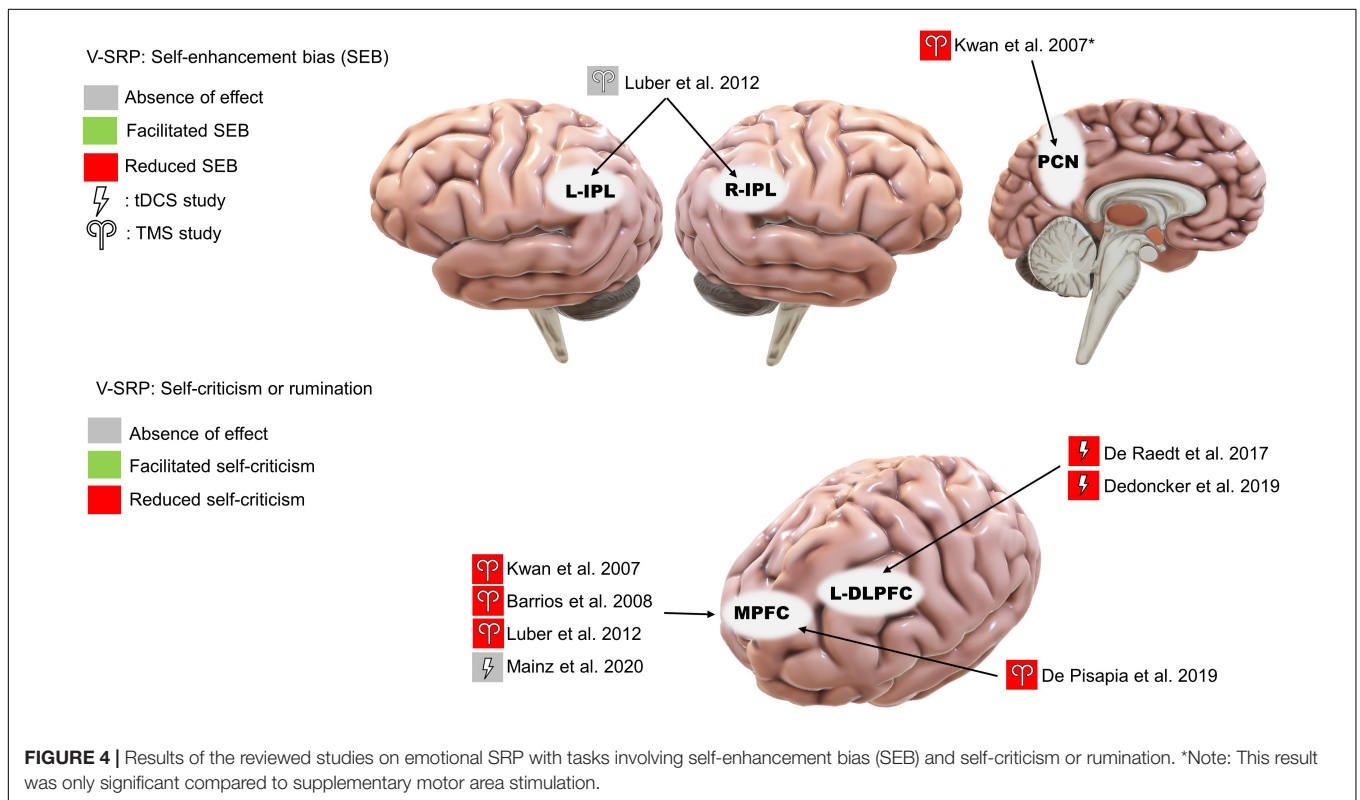 V-SRP: Self-enhancement bias (SEB)
Absence of effect
Facilitated SEB
Reduced SEB
: tDCS study
: TMS study
Luber et al. 2012
Kwan et al. 2007*
L-IPL
R-IPL
PCN
V-SRP: Self-criticism or rumination
Absence of effect
Facilitated self-criticism
Reduced self-criticism
De Raedt et al. 2017
Dedoncker et al. 2019
Kwan et al. 2007
Barrios et al. 2008
Luber et al. 2012
Mainz et al. 2020
MPFC
L-DLPFC
De Pisapia et al. 2019
FIGURE 4 | Results of the reviewed studies on emotional SRP with tasks involving self-enhancement bias (SEB) and self-criticism or rumination. *Note: This result
was only significant compared to supplementary motor area stimulation.